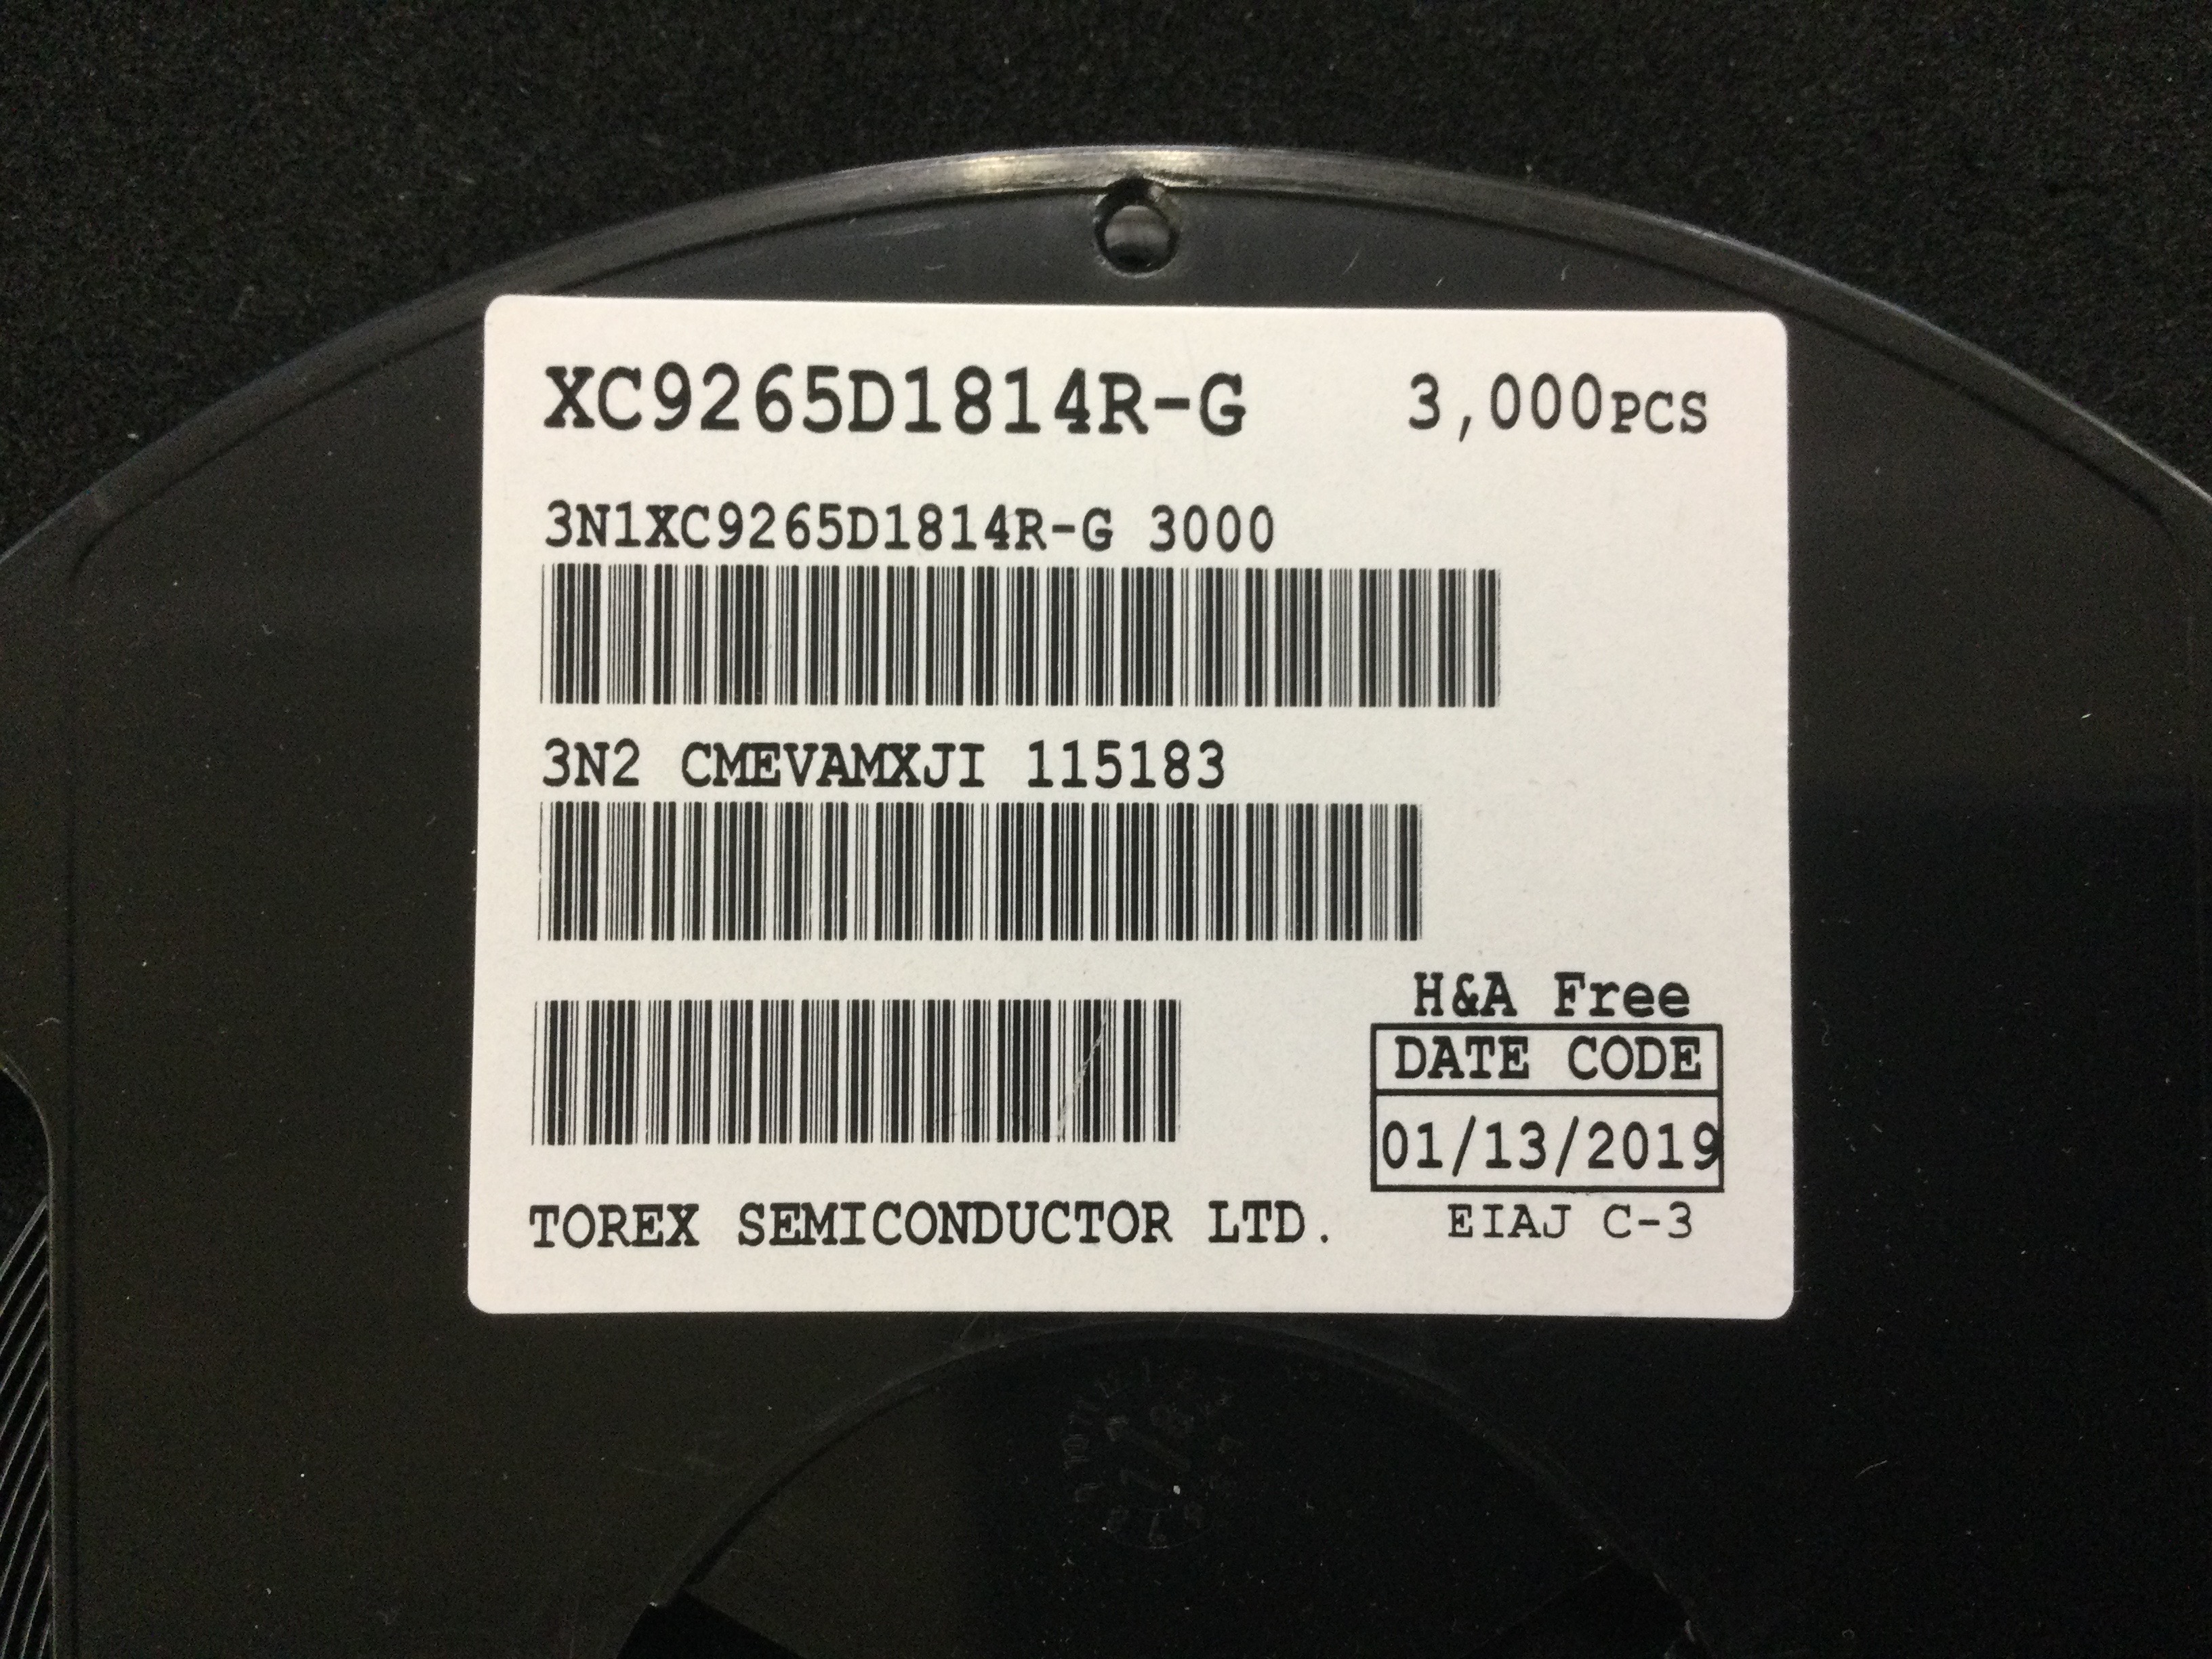 XC9265D1814R-G 3,000PCS
3N1XC9265D1814R-G 3000
3N2 CMEVAMXJI 115183
H&A Free
DATE CODE
01/13/2019
TOREX SEMICONDUCTOR LTD.
EIAJ C-3